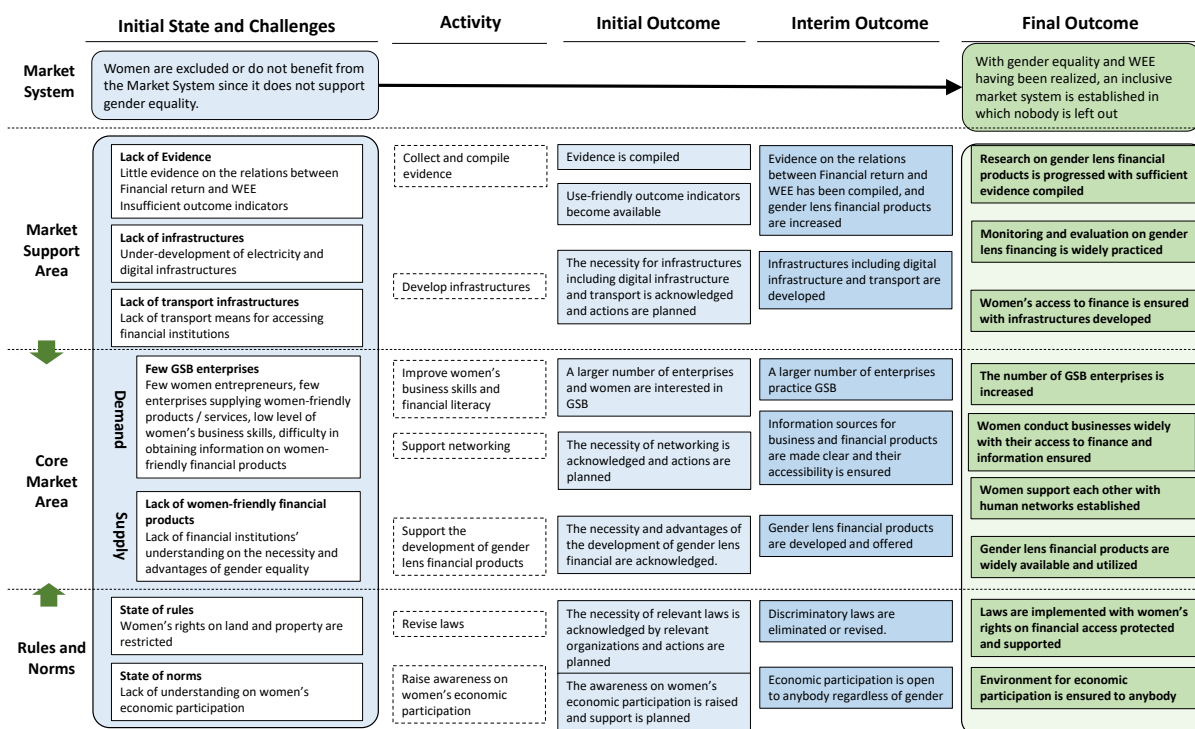 Initial State and Challenges
Activity
Initial Outcome
Interim Outcome
Final Outcome
Market
System
Women are excluded or do not benefit from
the Market System since it does not support
gender equality.
With gender equality and WEE
having been realized, an inclusive
market system is established in
which nobody is left out
Market
Support
Area
Lack of Evidence
Little evidence on the relations between
Financial return and WEE
Insufficient outcome indicators
Collect and compile
evidence
Evidence is compiled
Use-friendly outcome indicators
become available
Evidence on the relations
between Financial return and
WEE has been compiled, and
gender lens financial products
are increased
Research on gender lens financial
products is progressed with sufficient
evidence compiled
Monitoring and evaluation on gender
lens financing is widely practiced
Lack of infrastructures
Under-development of electricity and
digital infrastructures
Lack of transport infrastructures
Lack of transport means for accessing
financial institutions
Develop infrastructures
The necessity for infrastructures
including digital infrastructure
and transport is acknowledged
and actions are planned
Infrastructures including digital
infrastructure and transport are
developed
Women's access to finance is ensured
with infrastructures developed
Core
Market
Area
Demand
Few GSB enterprises
Few women entrepreneurs, few
enterprises supplying women-friendly
products / services, low level of
women's business skills, difficulty in
obtaining information on women-
friendly financial products
Improve women's
business skills and
financial literacy
Support networking
A larger number of enterprises
and women are interested in
GSB
The necessity of networking is
acknowledged and actions are
planned
A larger number of enterprises
practice GSB
Information sources for
business and financial products
are made clear and their
accessibility is ensured
The number of GSB enterprises is
increased
Women conduct businesses widely
with their access to finance and
information ensured
Women support each other with
human networks established
Supply
Lack of women-friendly financial
products
Lack of financial institutions'
understanding on the necessity and
advantages of gender equality
Support the
development of gender
lens financial products
The necessity and advantages of
the development of gender lens
financial are acknowledged.
Gender lens financial products
are developed and offered
Gender lens financial products are
widely available and utilized
Rules and
Norms
State of rules
Women's rights on land and property are
restricted
Revise laws
The necessity of relevant laws is
acknowledged by relevant
organizations and actions are
planned
Discriminatory laws are
eliminated or revised.
Laws are implemented with women's
rights on financial access protected
and supported
State of norms
Lack of understanding on women's
economic participation
Raise awareness on
women's economic
participation
The awareness on women's
economic participation is raised
and support is planned
Economic participation is open
to anybody regardless of gender
Environment for economic
participation is ensured to anybody